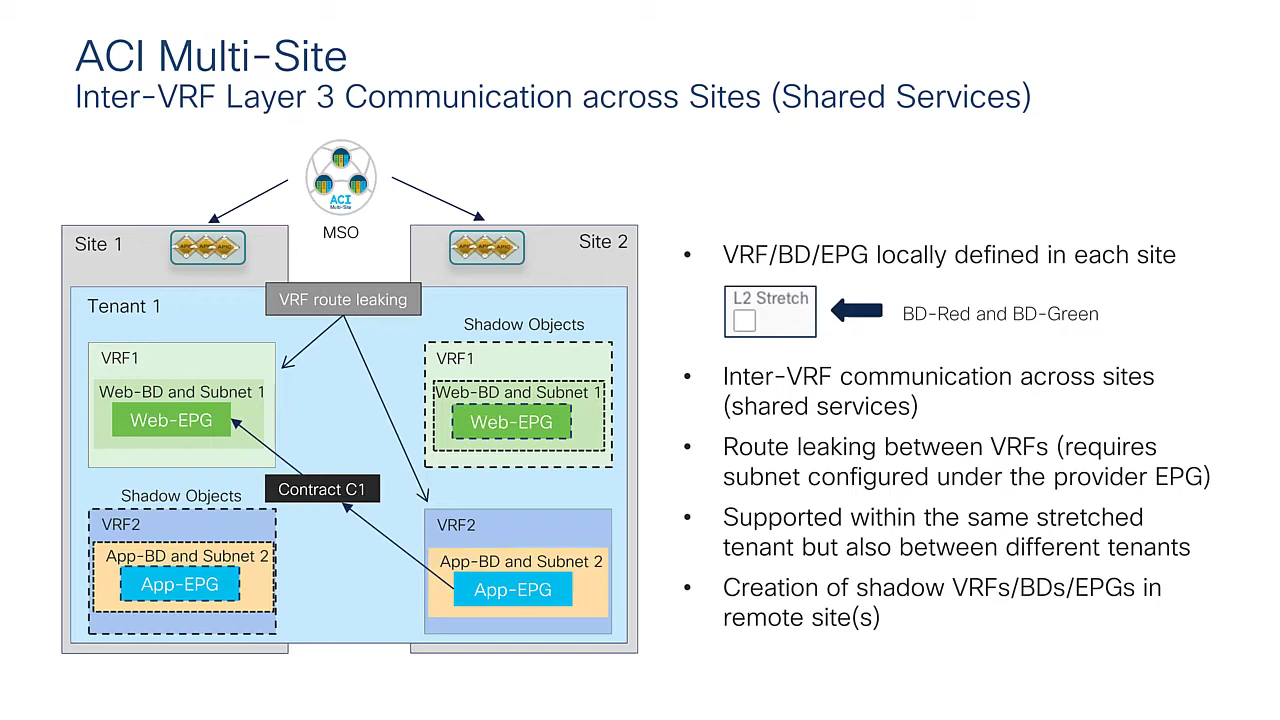 ACI Multi-Site
Inter-VRF Layer 3 Communication across Sites (Shared Services)
ACI
Multi-Site
MSO
Site 1
APIC
Site 2
Tenant 1
VRF route leaking
Shadow Objects
VRF1
Web-BD and Subnet 1
Web-EPG
VRF1
Web-BD and Subnet 1
Web-EPG
Contract C1
Shadow Objects
VRF2
App-BD and Subnet 2
App-EPG
VRF2
App-BD and Subnet 2
App-EPG
• VRF/BD/EPG locally defined in each site
L2 Stretch
BD-Red and BD-Green
• Inter-VRF communication across sites
(shared services)
• Route leaking between VRFs (requires
subnet configured under the provider EPG)
• Supported within the same stretched
tenant but also between different tenants
• Creation of shadow VRFs/BDs/EPGs in
remote site(s)